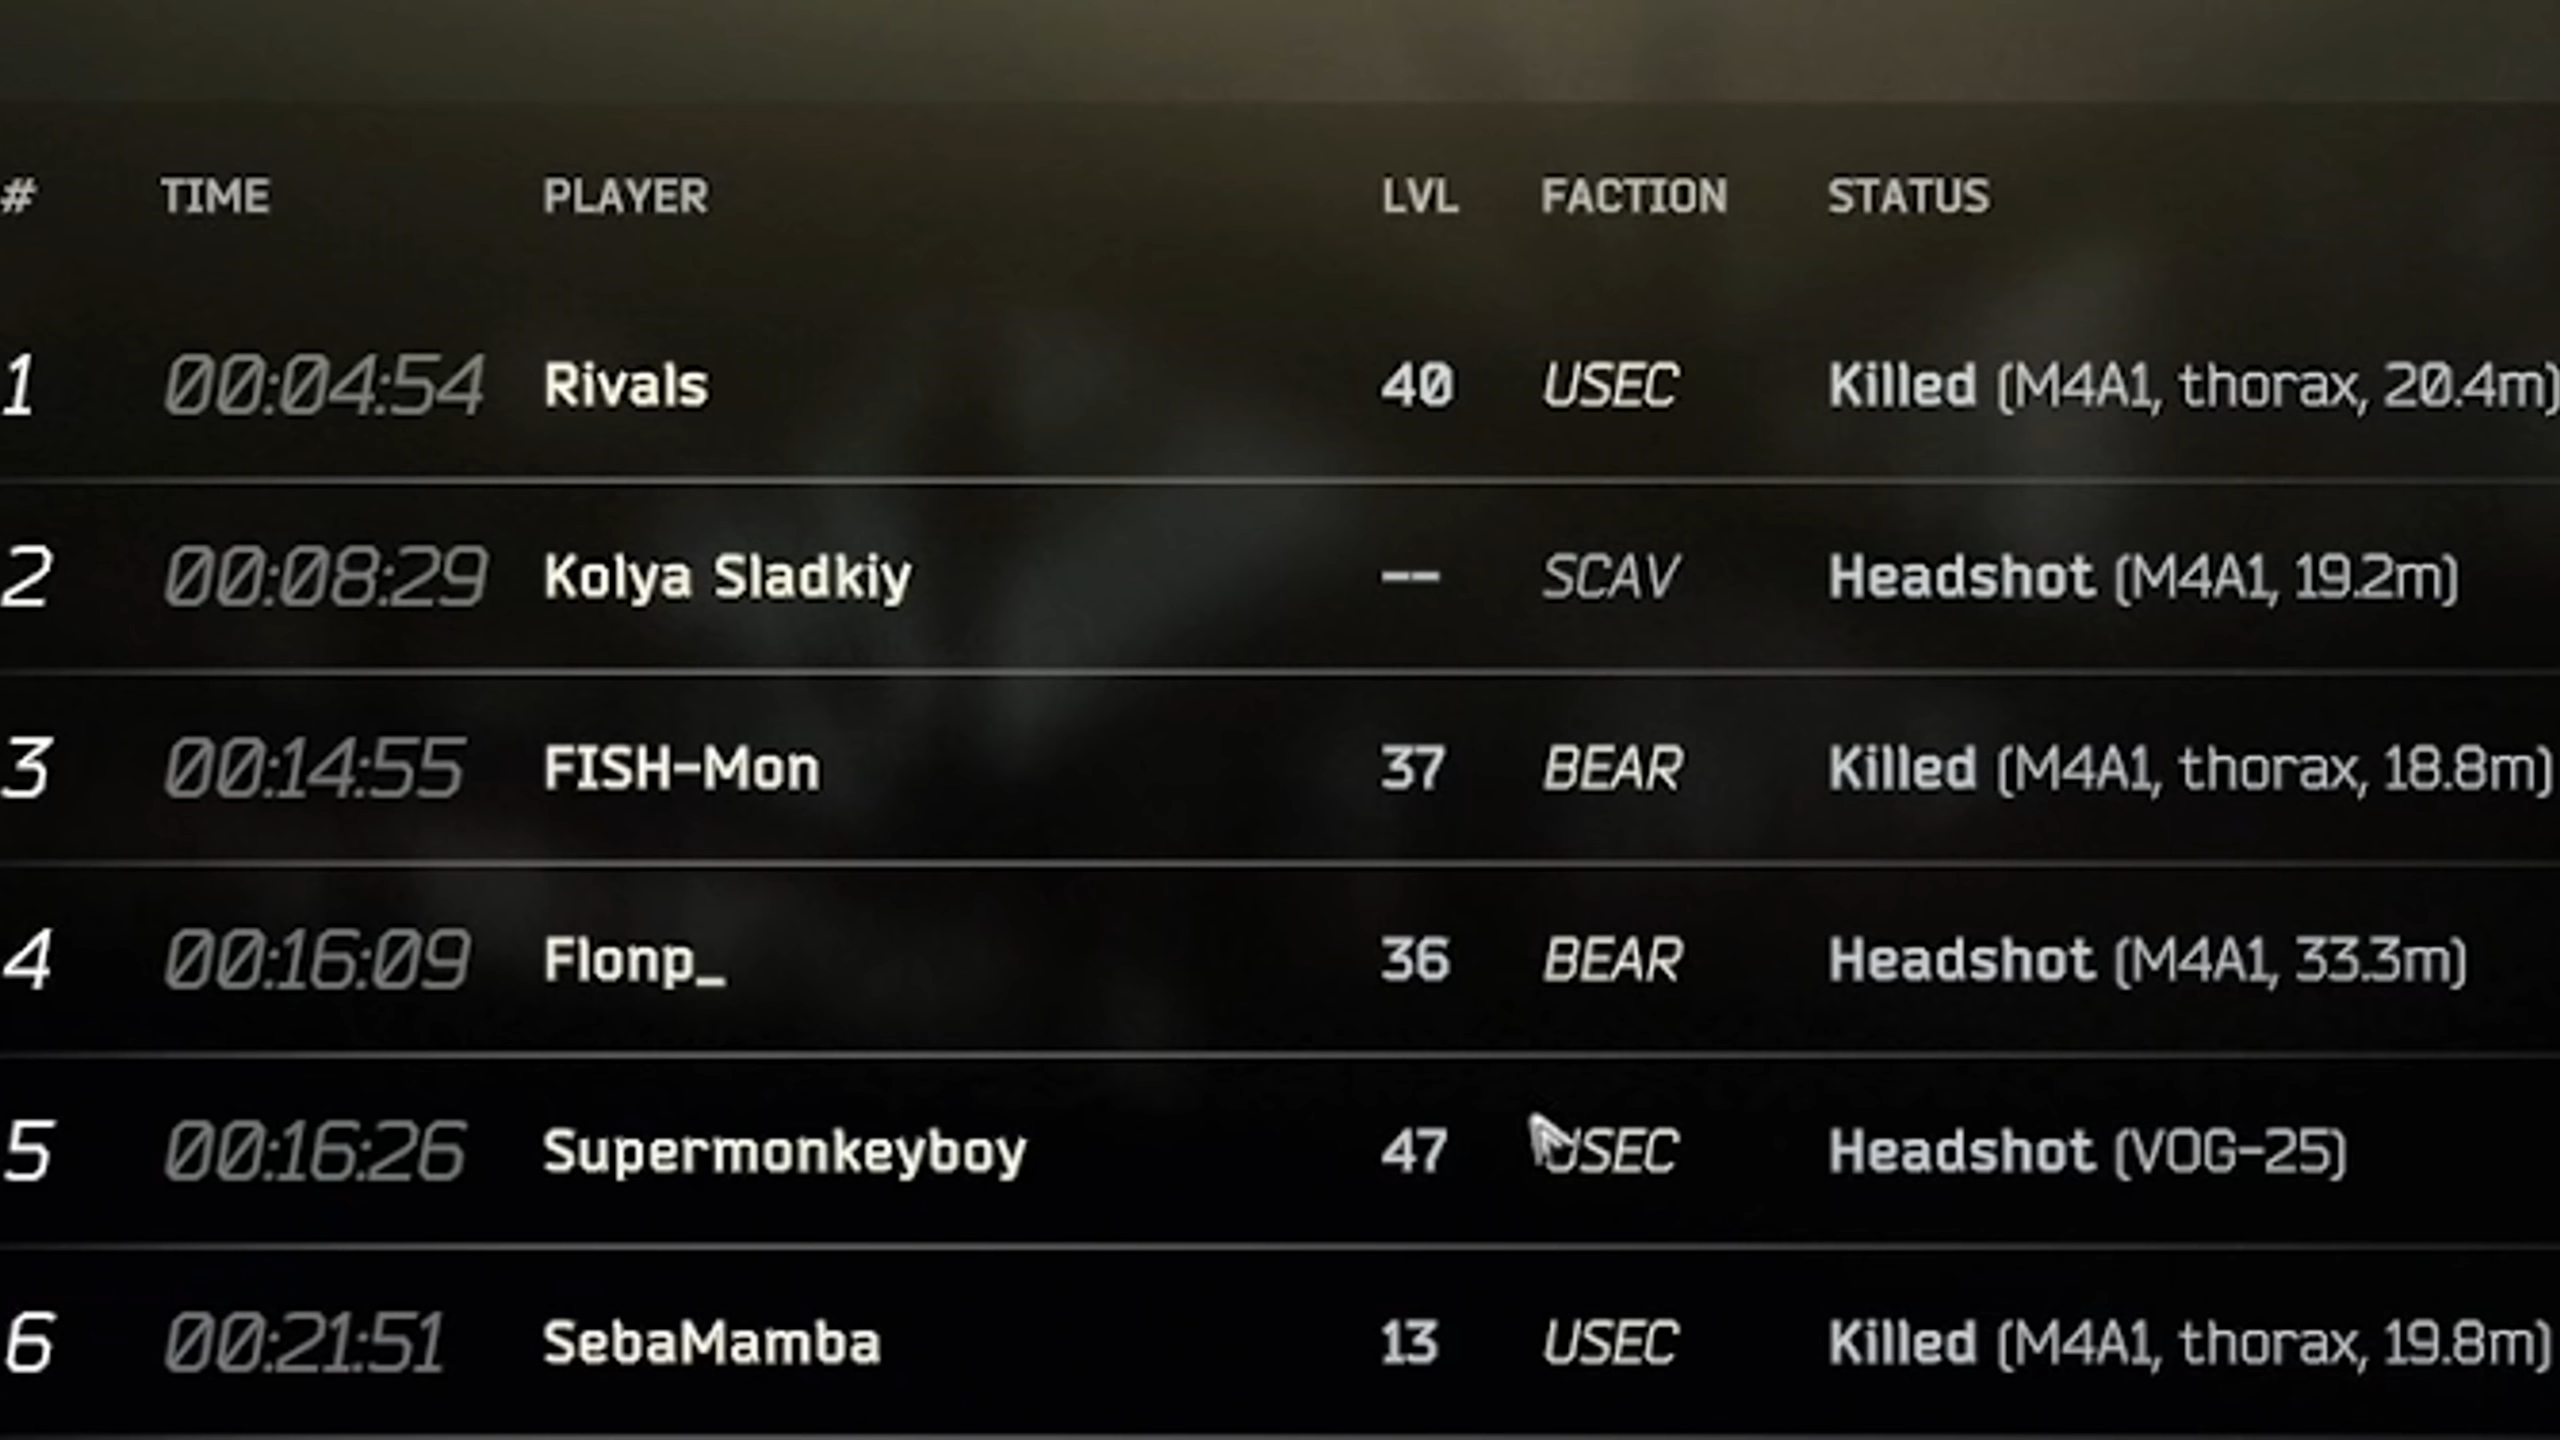 # TIME PLAYER LVL FACTION STATUS
1 00:04:54 Rivals 40 USEC Killed (M4A1, thorax, 20.4m)
2 00:08:29 Kolya Sladkiy -- SCAV Headshot (M4A1, 19.2m)
3 00:14:55 FISH-Mon 37 BEAR Killed (M4A1, thorax, 18.8m)
4 00:16:09 Flonp_ 36 BEAR Headshot (M4A1, 33.3m)
5 00:16:26 Supermonkeyboy 47 USEC Headshot (VOG-25)
6 00:21:51 SebaMamba 13 USEC Killed (M4A1, thorax, 19.8m)